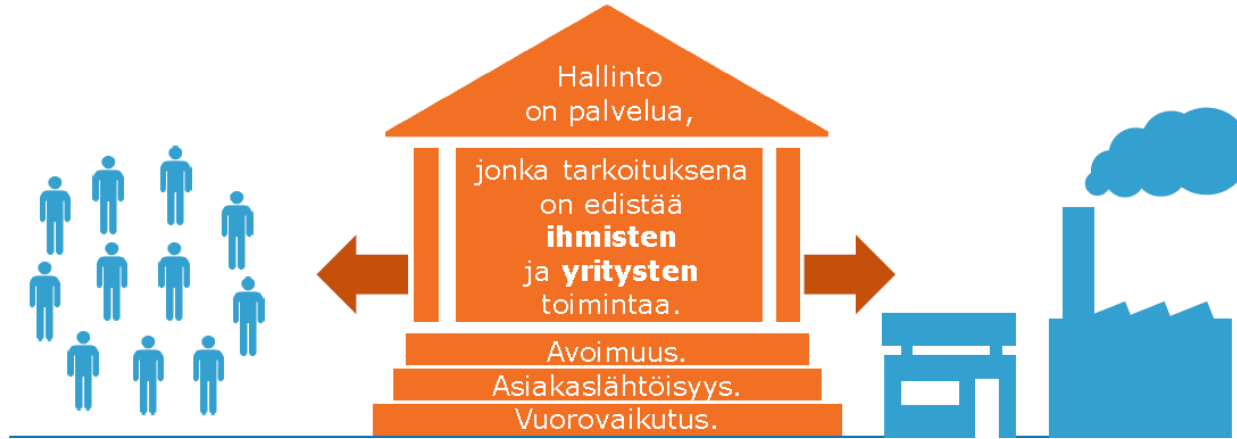 Hallinto
on palvelua,
jonka tarkoituksena
on edistää
ihmisten
ja yritysten
toimintaa.
Avoimuus.
Asiakaslähtöisyys.
Vuorovaikutus.